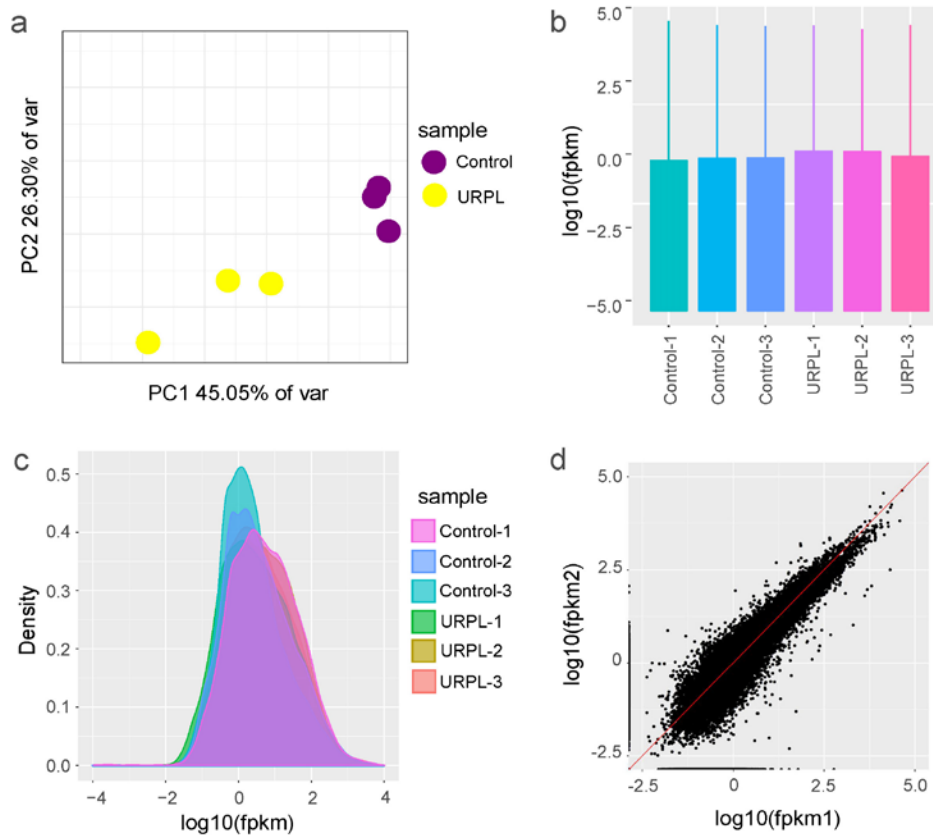 a
PC2 26.30% of var
PC1 45.05% of var
sample
Control
URPL
b
log10(fpkm)
5.0
2.5
0.0
-2.5
-5.0
Control-1
Control-2
Control-3
URPL-1
URPL-2
URPL-3
c
Density
0.5
0.4
0.3
0.2
0.1
0.0
−4
−2
0
2
4
log10(fpkm)
sample
Control-1
Control-2
Control-3
URPL-1
URPL-2
URPL-3
d
log10(fpkm2)
5.0
2.5
0
-2.5
-2.5
0
2.5
5.0
log10(fpkm1)